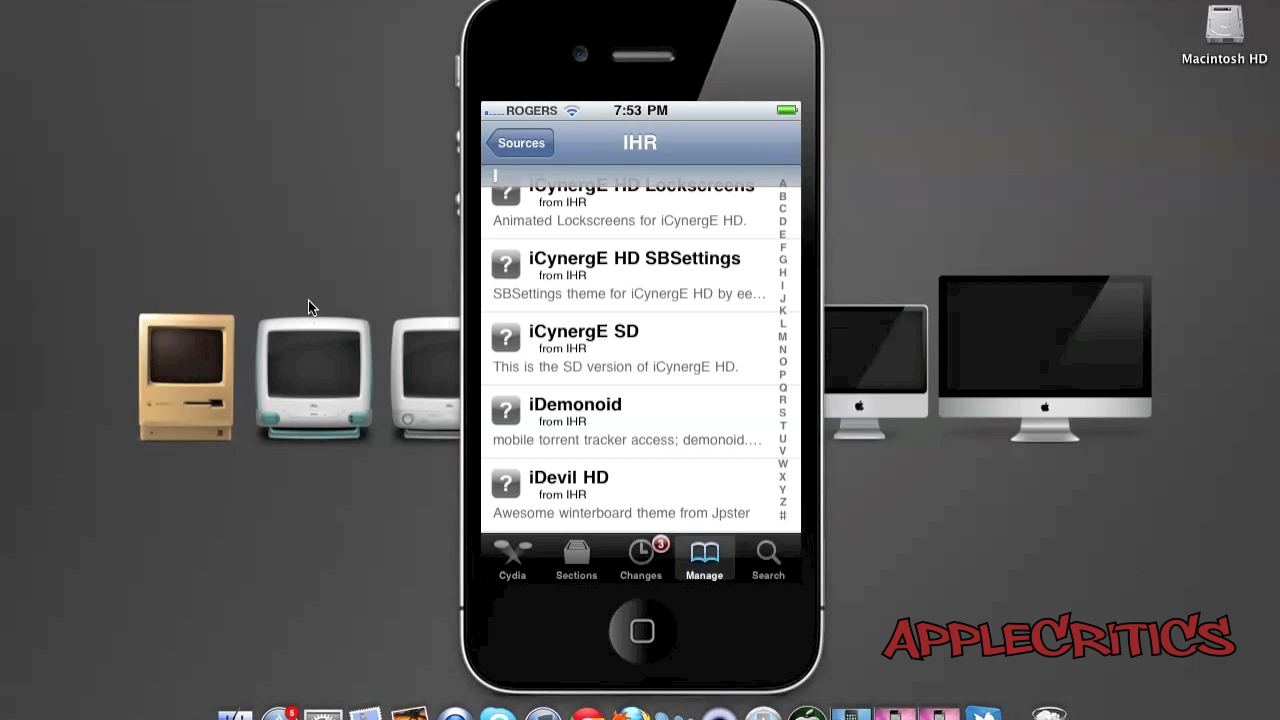 Macintosh HD
ROGERS 7:53 PM
Sources IHR
I
iCynergE HD Lockscreens
from IHR
Animated Lockscreens for iCynergE HD.
iCynergE HD SBSettings
from IHR
SBSettings theme for iCynergE HD by ee...
iCynergE SD
from IHR
This is the SD version of iCynergE HD.
iDemonoid
from IHR
mobile torrent tracker access; demonoid....
iDevil HD
from IHR
Awesome winterboard theme from Jpster
A
B
C
D
E
F
G
H
I
J
K
L
M
N
O
P
Q
R
S
T
U
V
W
X
Y
Z
#
3
Cydia Sections Changes Manage Search
APPLECRITICS
5